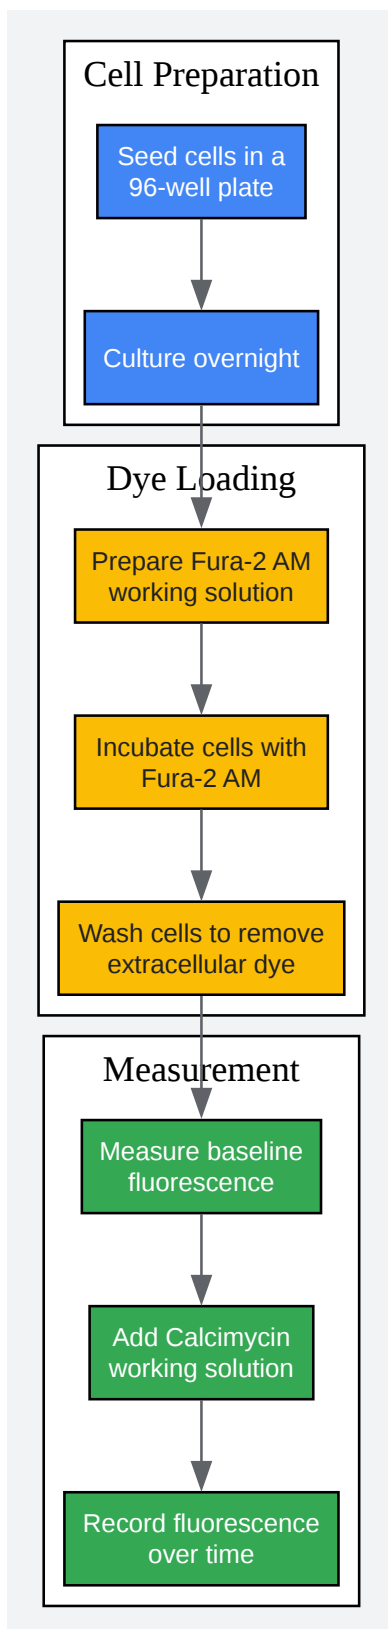 Cell Preparation
Seed cells in a
96-well plate
Culture overnight
Dye Loading
Prepare Fura-2 AM
working solution
Incubate cells with
Fura-2 AM
Wash cells to remove
extracellular dye
Measurement
Measure baseline
fluorescence
Add Calcimycin
working solution
Record fluorescence
over time